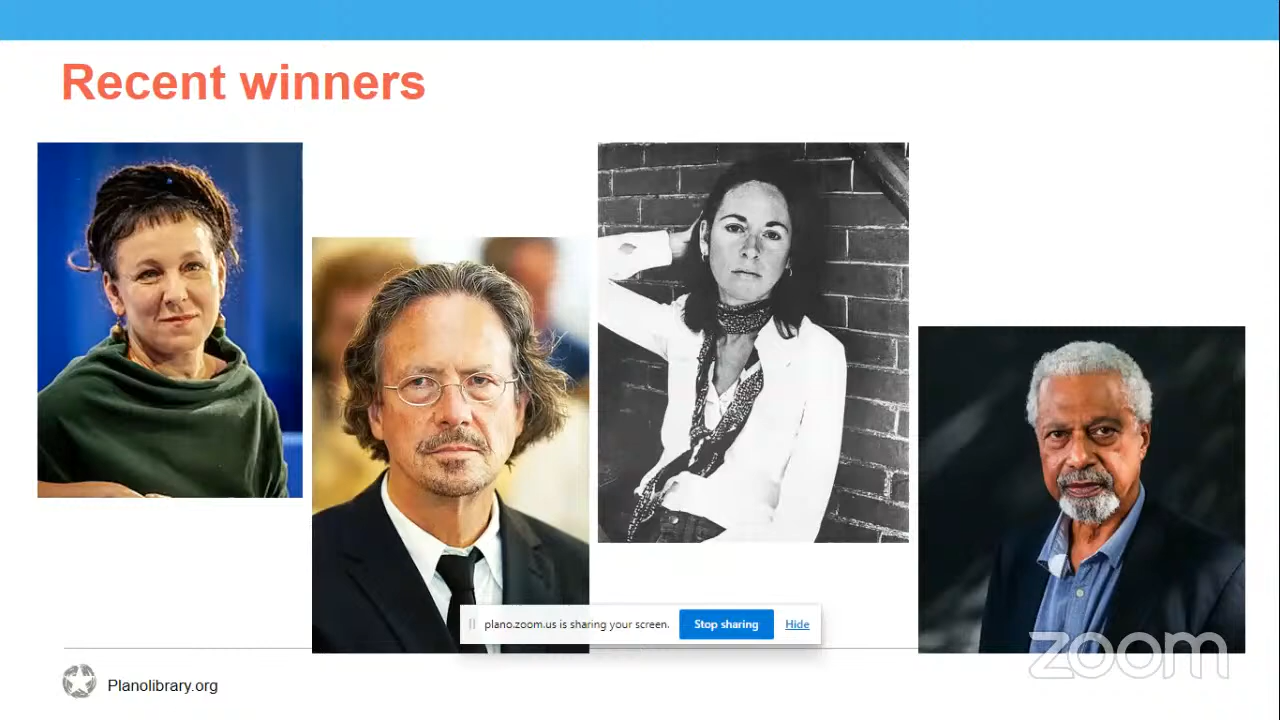 Recent winners
plano.zoom.us is sharing your screen. Stop sharing Hide
zoom
Planolibrary.org